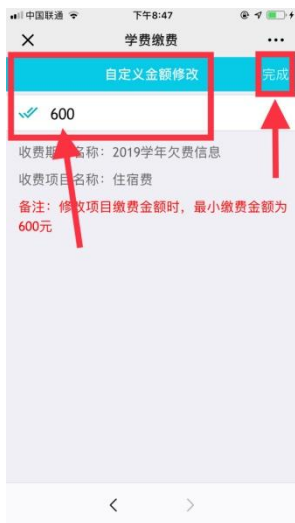 中国联通 下午8:47
学费缴费
自定义金额修改 完成
600
收费期 名称：2019学年欠费信息
收费项目名称：住宿费
备注：修改项目缴费金额时，最小缴费金额为
600元